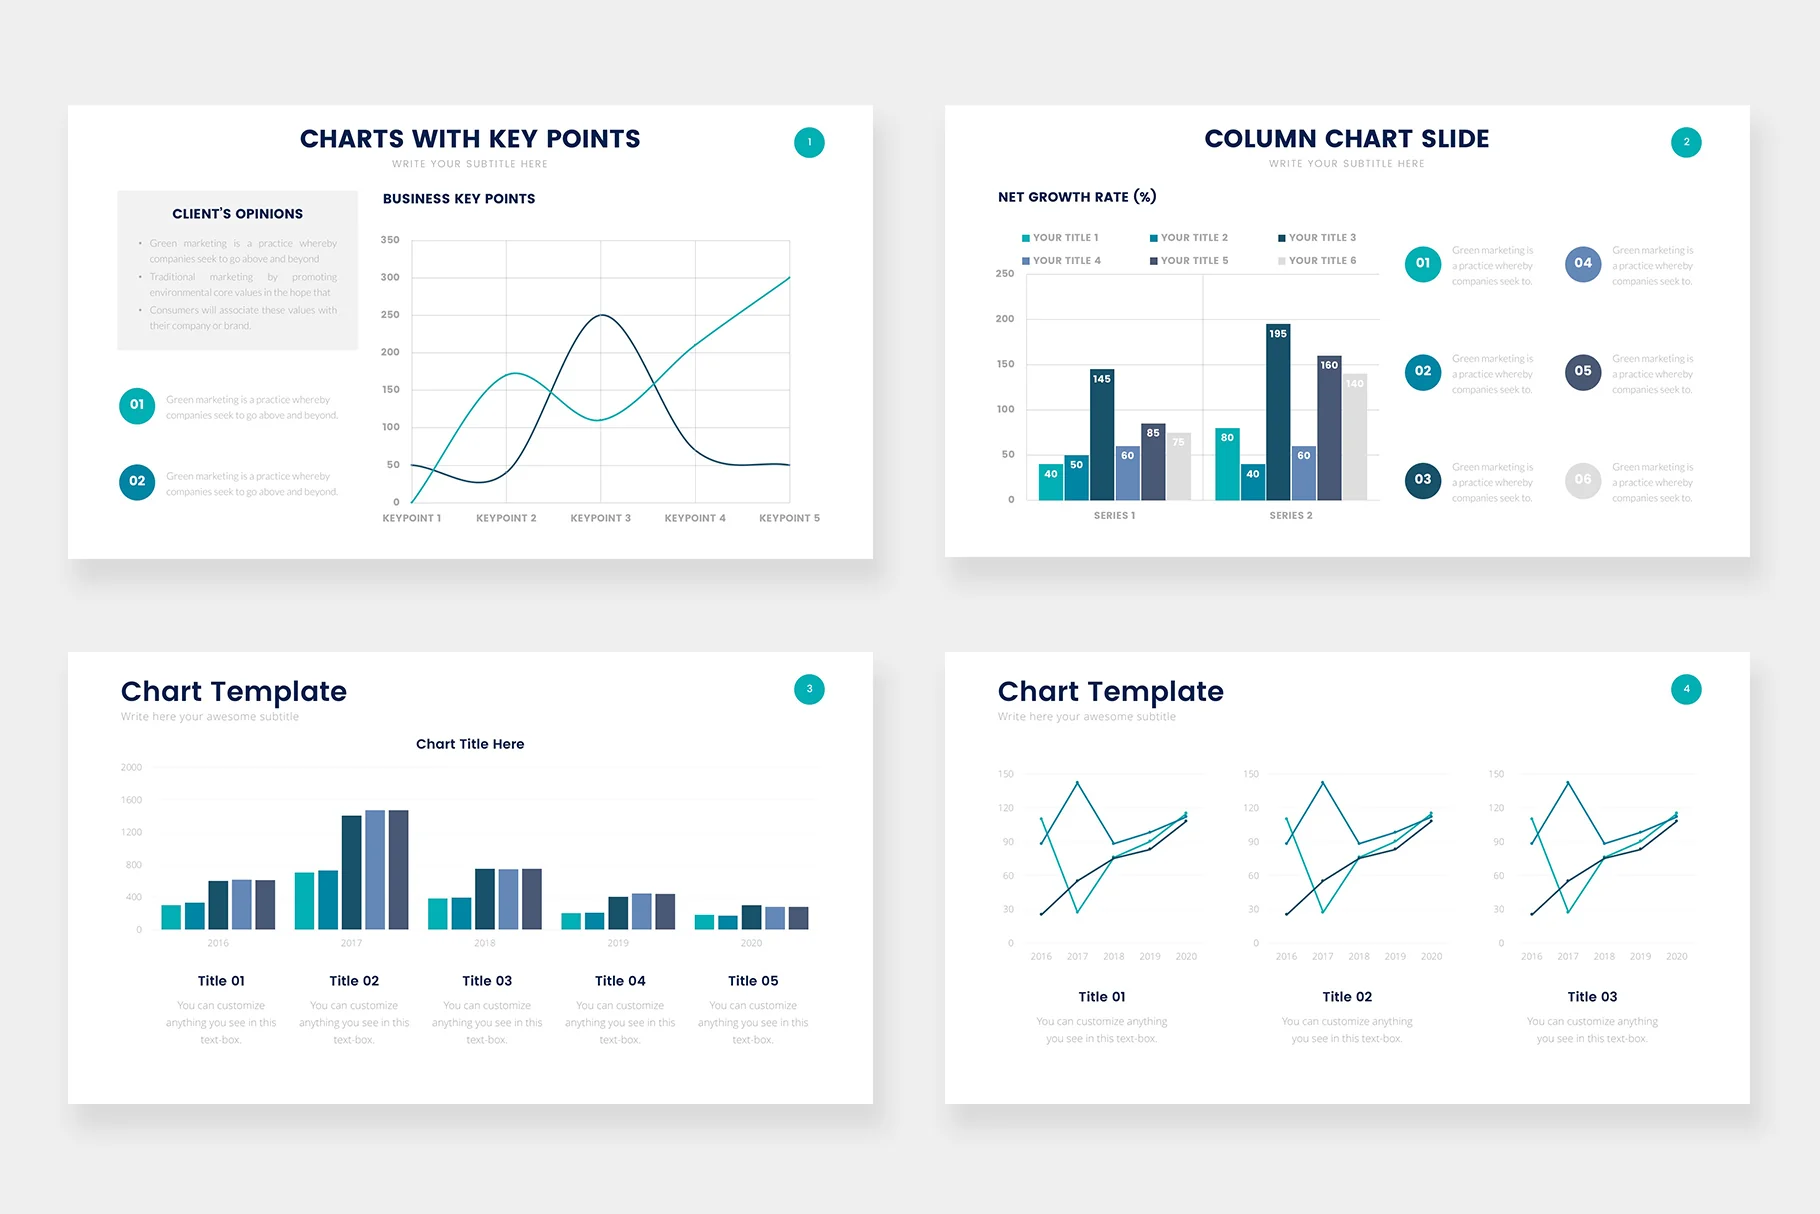 CHARTS WITH KEY POINTS
WRITE YOUR SUBTITLE HERE
1
CLIENT'S OPINIONS
• Green marketing is a practice whereby
companies seek to go above and beyond
• Traditional marketing by promoting
environmental core values in the hope that
• Consumers will associate these values with
their company or brand.
01
Green marketing is a practice whereby
companies seek to go above and beyond.
02
Green marketing is a practice whereby
companies seek to go above and beyond.
BUSINESS KEY POINTS
350
300
250
200
150
100
50
0
KEYPOINT 1 KEYPOINT 2 KEYPOINT 3 KEYPOINT 4 KEYPOINT 5
COLUMN CHART SLIDE
WRITE YOUR SUBTITLE HERE
2
NET GROWTH RATE (%)
YOUR TITLE 1 YOUR TITLE 2 YOUR TITLE 3
YOUR TITLE 4 YOUR TITLE 5 YOUR TITLE 6
250
200
150
100
50
0
40 50 145 60 85 75
80 40 195 60 160 140
SERIES 1 SERIES 2
01
Green marketing is
a practice whereby
companies seek to.
04
Green marketing is
a practice whereby
companies seek to.
02
Green marketing is
a practice whereby
companies seek to.
05
Green marketing is
a practice whereby
companies seek to.
03
Green marketing is
a practice whereby
companies seek to.
06
Green marketing is
a practice whereby
companies seek to.
Chart Template
Write here your awesome subtitle
3
Chart Title Here
2000
1600
1200
800
400
0
2016 2017 2018 2019 2020
Title 01
You can customize
anything you see in this
text-box.
Title 02
You can customize
anything you see in this
text-box.
Title 03
You can customize
anything you see in this
text-box.
Title 04
You can customize
anything you see in this
text-box.
Title 05
You can customize
anything you see in this
text-box.
Chart Template
Write here your awesome subtitle
4
150
120
90
60
30
0
2016 2017 2018 2019 2020
Title 01
You can customize anything
you see in this text-box.
150
120
90
60
30
0
2016 2017 2018 2019 2020
Title 02
You can customize anything
you see in this text-box.
150
120
90
60
30
0
2016 2017 2018 2019 2020
Title 03
You can customize anything
you see in this text-box.